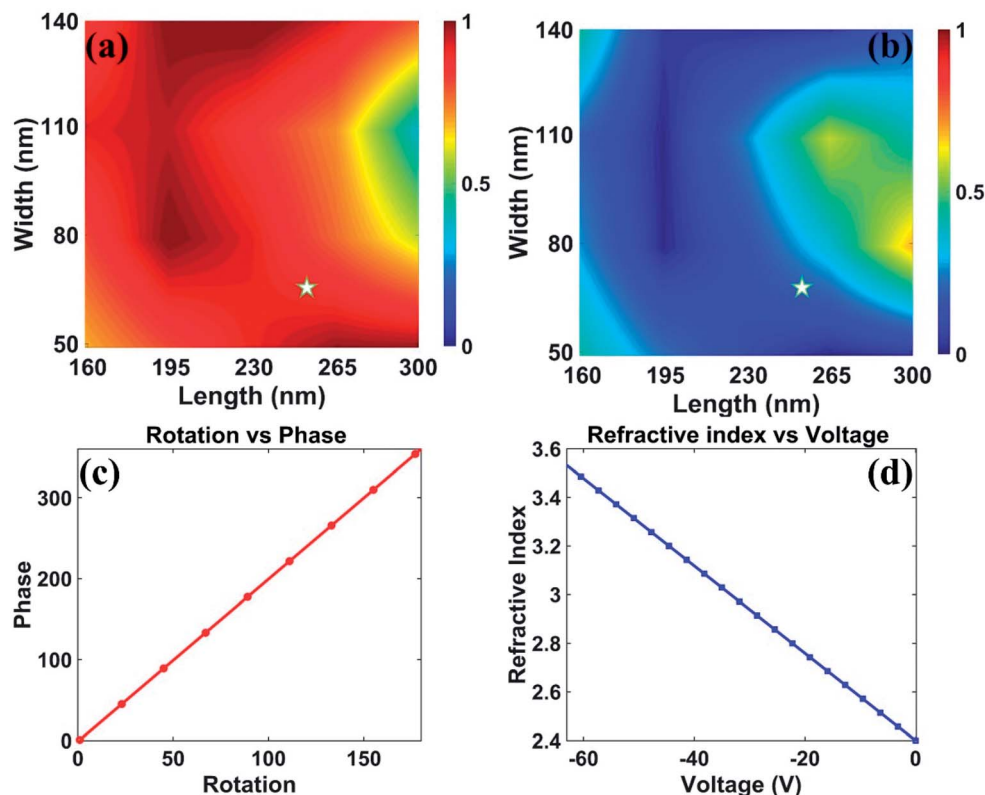 (a)
140
110
80
50
Width (nm)
160 195 230 265 300
Length (nm)
1
0.5
0
(b)
140
110
80
50
Width (nm)
160 195 230 265 300
Length (nm)
1
0.5
0
Rotation vs Phase
(c)
300
200
100
0
Phase
0 50 100 150
Rotation
Refractive index vs Voltage
(d)
3.6
3.4
3.2
3
2.8
2.6
2.4
Refractive Index
-60 -40 -20 0
Voltage (V)